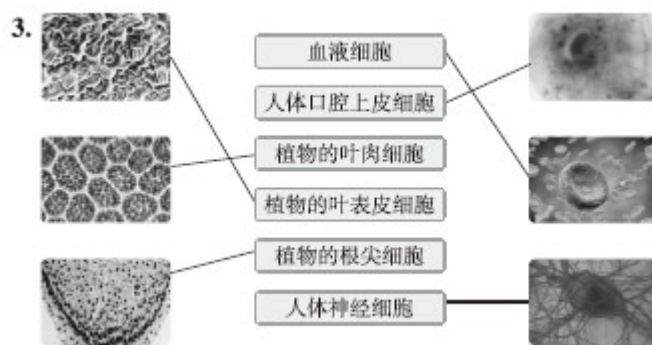 3.
血液细胞
人体口腔上皮细胞
植物的叶肉细胞
植物的叶表皮细胞
植物的根尖细胞
人体神经细胞